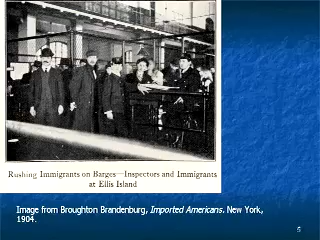 Rushing Immigrants on Barges—Inspectors and Immigrants
at Ellis Island
Image from Broughton Brandenburg, Imported Americans. New York,
1904.
5